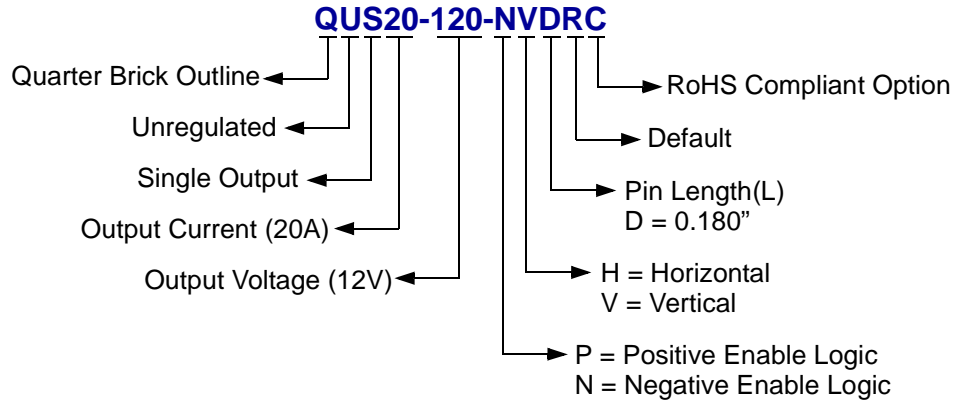 QUS20-120-NVDRC
Quarter Brick Outline
RoHS Compliant Option
Unregulated
Default
Single Output
Pin Length(L)
D = 0.180”
Output Current (20A)
Output Voltage (12V)
H = Horizontal
V = Vertical
P = Positive Enable Logic
N = Negative Enable Logic